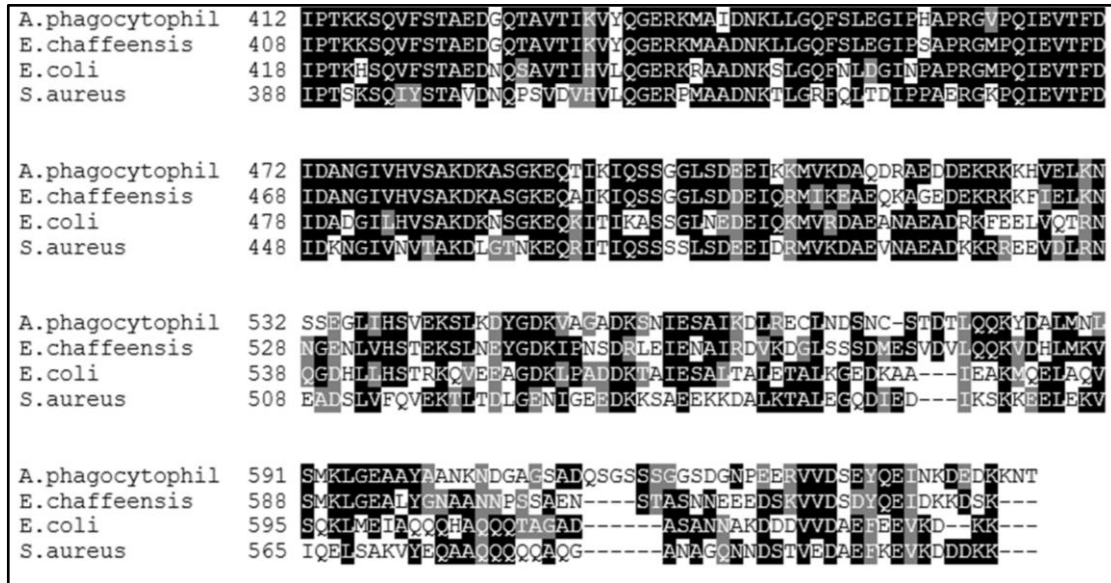 A.phagocytophil 412 IPTKKSQVFSTAEDGQTAVTIKVYQGERKMAIDNKLLGQFSLEGIPHAPRGVPQIEVTFD
E.chaffeensis 408 IPTKKSQVFSTAEDGQTAVTIKVYQGERKMAADNKLLGQFSLEGIPSAPRGMPQIEVTFD
E.coli 418 IPTKHSQVFSTAEDNQSAVTIHVLQGERKRAADNKSLGQFNLDGINPAPRGMPQIEVTFD
S.aureus 388 IPTSKSQIYSTAVDNQPSVDVHVLQGERPMAADNKTLGRFQLTDIPPAERGKPQIEVTFD
A.phagocytophil 472 IDANGIVHVSAKDKASGKEQTIKIQSSGGLSDEEIKKMVKDAQDRAEDDEKRKKHVELKN
E.chaffeensis 468 IDANGIVHVSAKDKASGKEQAIKIQSSGGLSDDEIQRMIKEAEQKAGEDEKRKKFIELKN
E.coli 478 IDADGILHVSAKDKNSGKEQKITIKASSGLNEDEIQKMVRDAEANAEADRKFEELVQTRN
S.aureus 448 IDKNGIVNVTAKDLGTNKEQRITIQSSSSLSDEEIDRMVKDAEVNAEADKKRREEVDLRN
A.phagocytophil 532 SSEGLIHSVEKSLKDYGDKVAGADKSNIESAIKDLRECLNDSNC-STDTLQQKYDALMNL
E.chaffeensis 528 NGENLVHSTEKSLNEYGDKIPNSDRLEIENAIRDVKDGLSSSDMESVDVLQQKVDHLMKV
E.coli 538 QGDHLLHSTRKQVEEAGDKLPADDKTAIESALTALETALKGEDKAA---IEAKMQELAQV
S.aureus 508 EADSLVFQVEKTLTDLGENIGEEDKKSAEEKKDALKTALEGQDIED---IKSKKEELEKV
A.phagocytophil 591 SMKLGEAAYAANKNDGAGSADQSGSSSGGSDGNPEERVVDSEYQEINKDEDKKNT
E.chaffeensis 588 SMKLGEALYGNAANNPSSAEN----STASNNEEEDSKVVDSDYQEIDKKDSK---
E.coli 595 SQKLMEIAQQQHAQQQTAGAD------ASANNAKDDDVVDAEFEEVKD--KK---
S.aureus 565 IQELSAKVYEQAAQQQQQAQG------ANAGQNNDSTVEDAEFKEVKDDDKK---